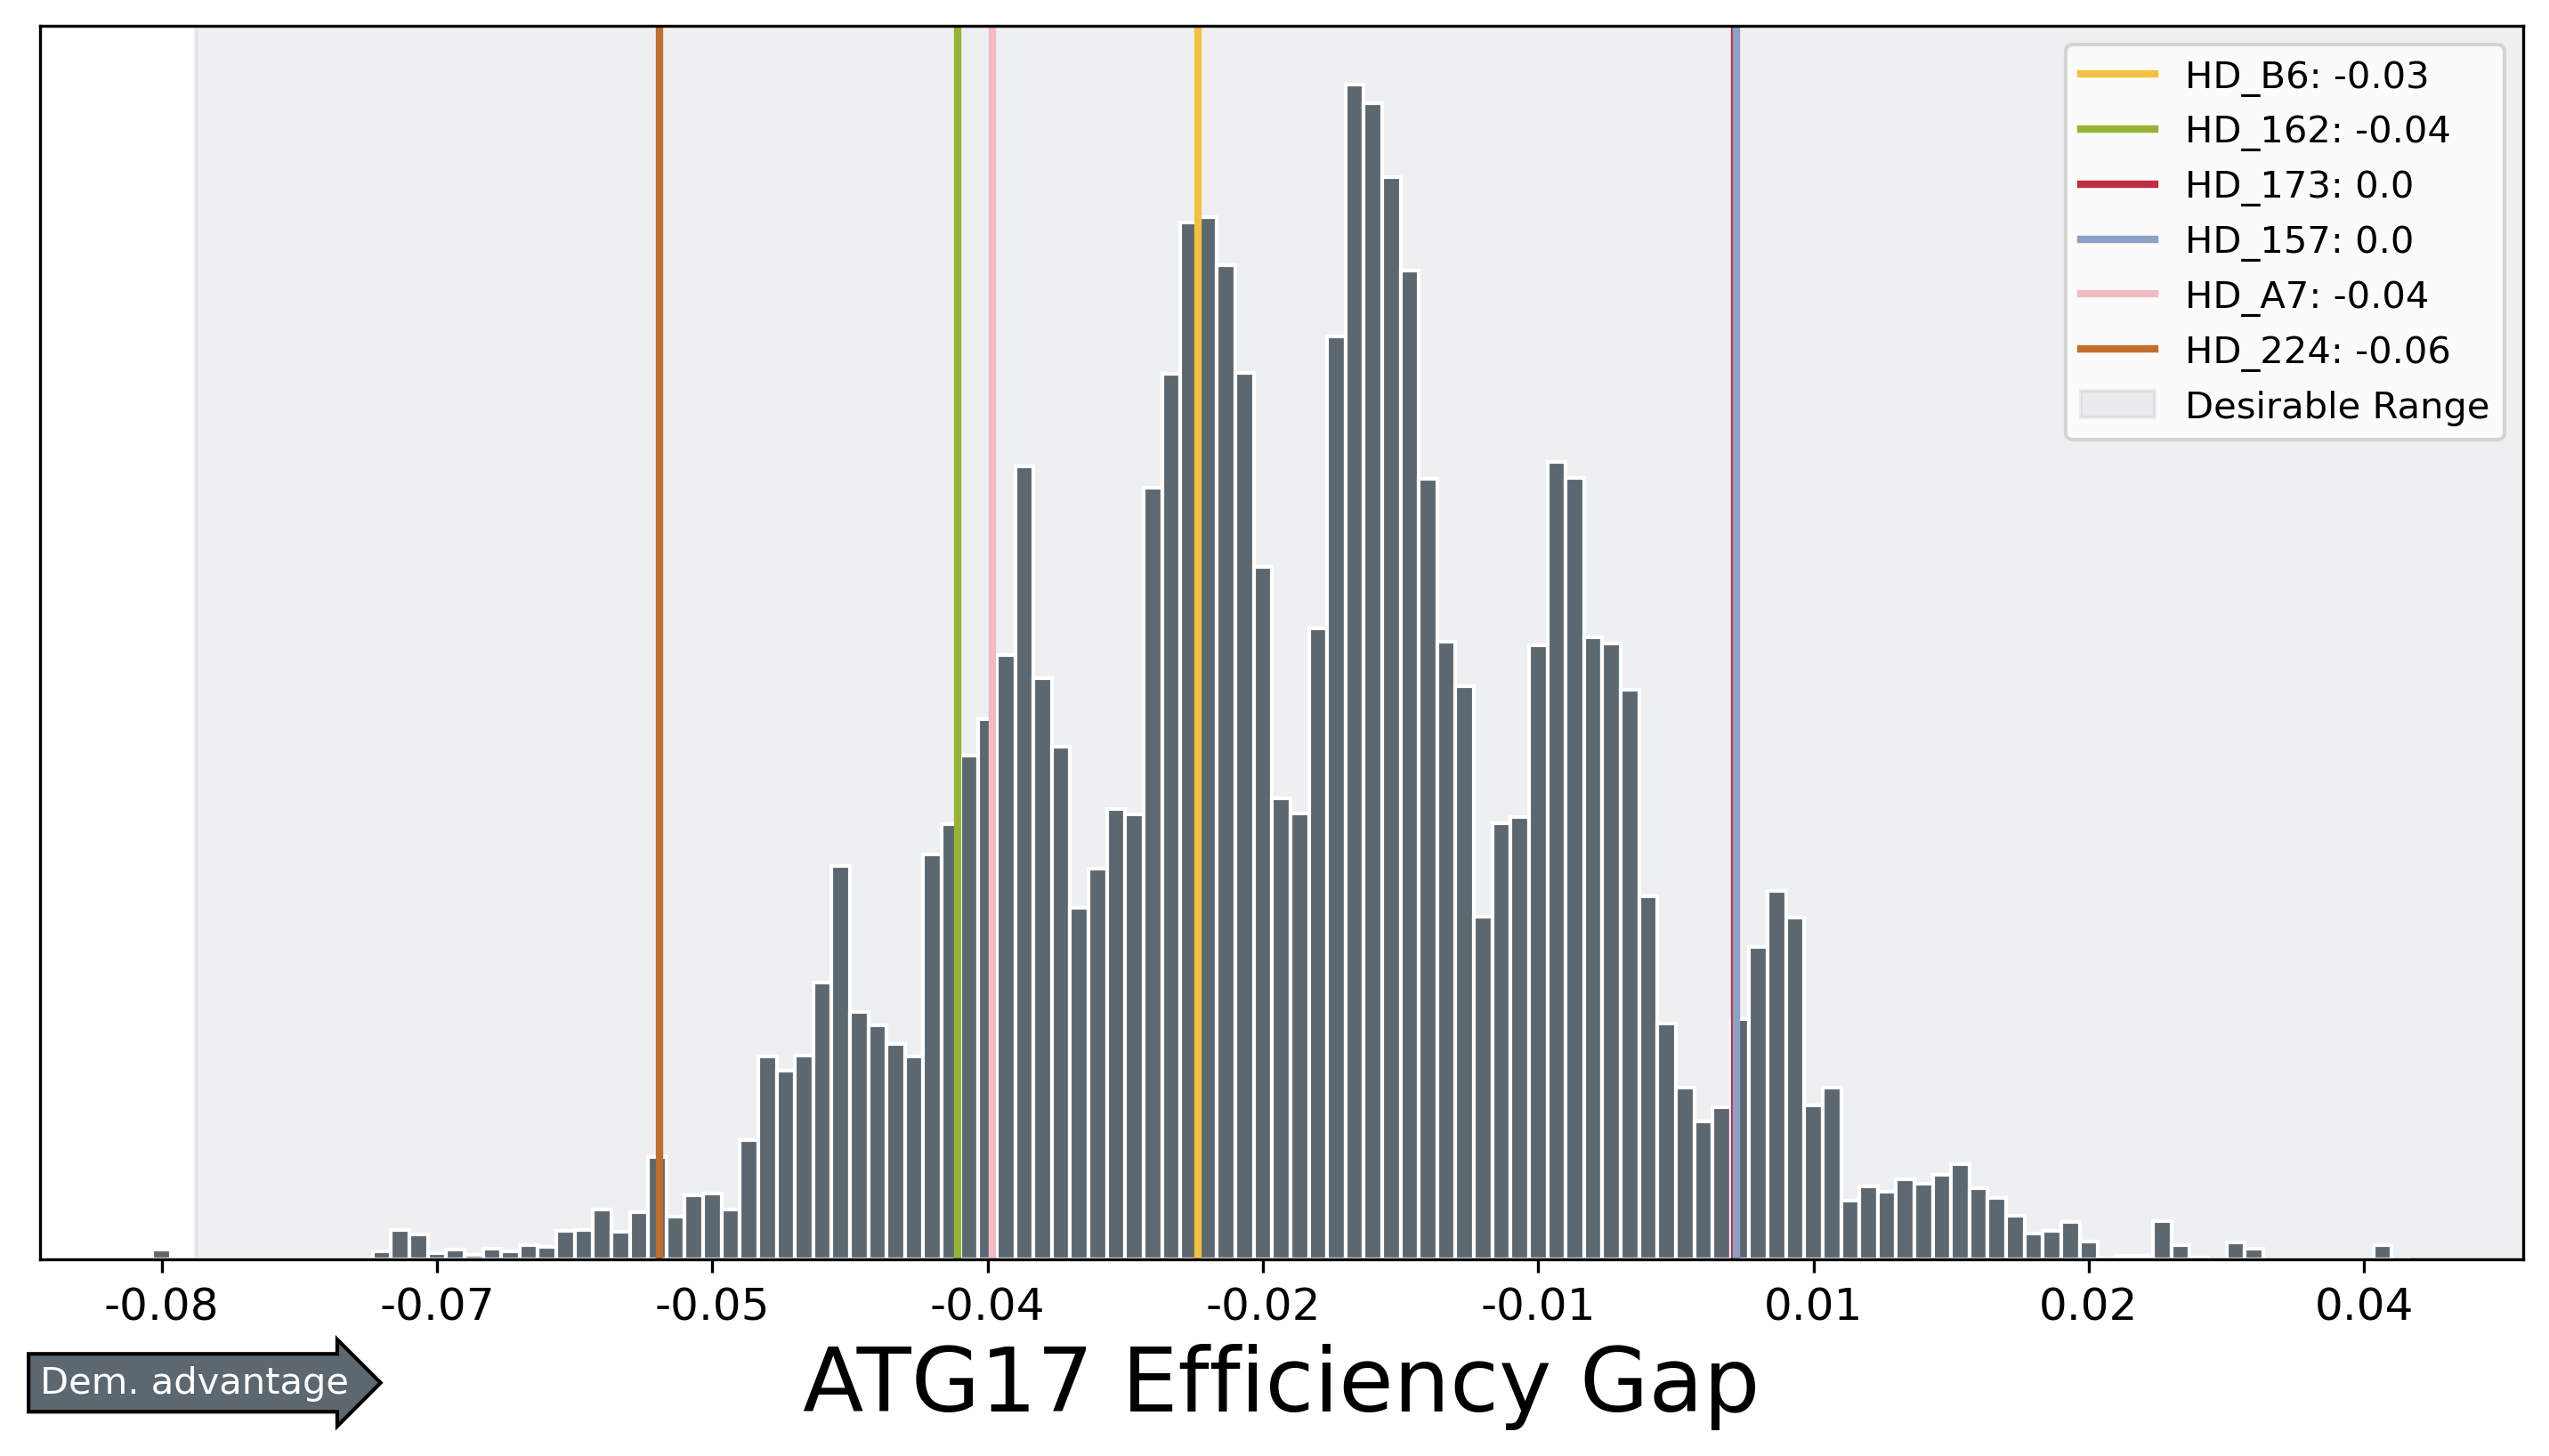 HD_B6: -0.03
HD_162: -0.04
HD_173: 0.0
HD_157: 0.0
HD_A7: -0.04
HD_224: -0.06
Desirable Range
-0.08 -0.07 -0.05 -0.04 -0.02 -0.01 0.01 0.02 0.04
Dem. advantage
ATG17 Efficiency Gap